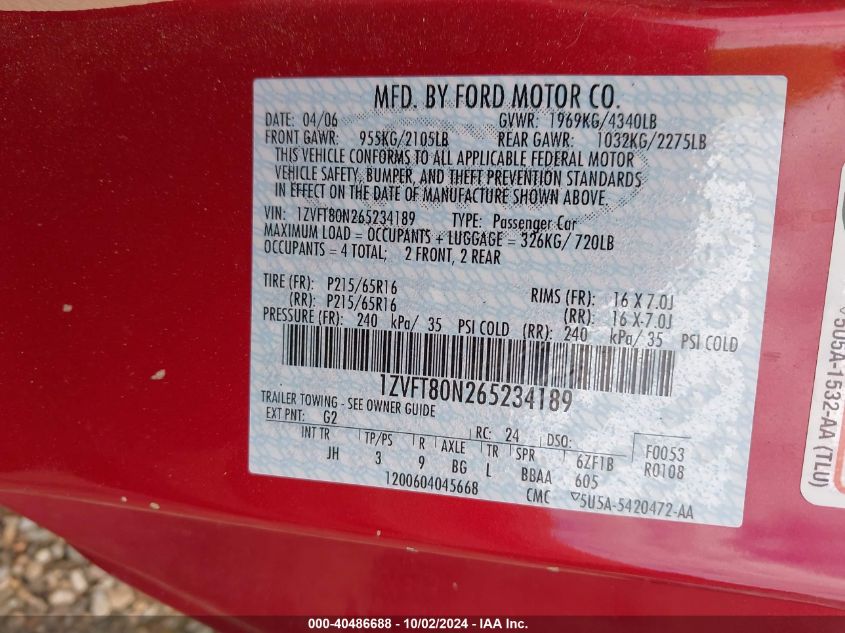 MFD. BY FORD MOTOR CO.
DATE: 04/06 GVWR: 1969KG/4340LB
FRONT GAWR: 955KG/2105LB REAR GAWR: 1032KG/2275LB
THIS VEHICLE CONFORMS TO ALL APPLICABLE FEDERAL MOTOR
VEHICLE SAFETY, BUMPER, AND THEFT PREVENTION STANDARDS
IN EFFECT ON THE DATE OF MANUFACTURE SHOWN ABOVE.
VIN: 1ZVFT80N265234189 TYPE: Passenger Car
MAXIMUM LOAD = OCCUPANTS + LUGGAGE = 326KG/ 720LB
OCCUPANTS = 4 TOTAL; 2 FRONT, 2 REAR
TIRE (FR): P215/65R16 RIMS (FR): 16 X 7.0J
(RR): P215/65R16 (RR): 16 X 7.0J
PRESSURE (FR): 240 kPa/ 35 PSI COLD (RR): 240 kPa/ 35 PSI COLD
1ZVFT80N265234189
TRAILER TOWING - SEE OWNER GUIDE
EXT PNT: G2 RC: 24 DSO: F0053
INT TR TP/PS R AXLE TR SPR 6ZF1B R0108
JH 3 9 BG L BBAA 605
1200604045668 CMC 5U5A-5420472-AA
5U5A-1532-AA (TLU)
000-40486688 - 10/02/2024 - IAA Inc.